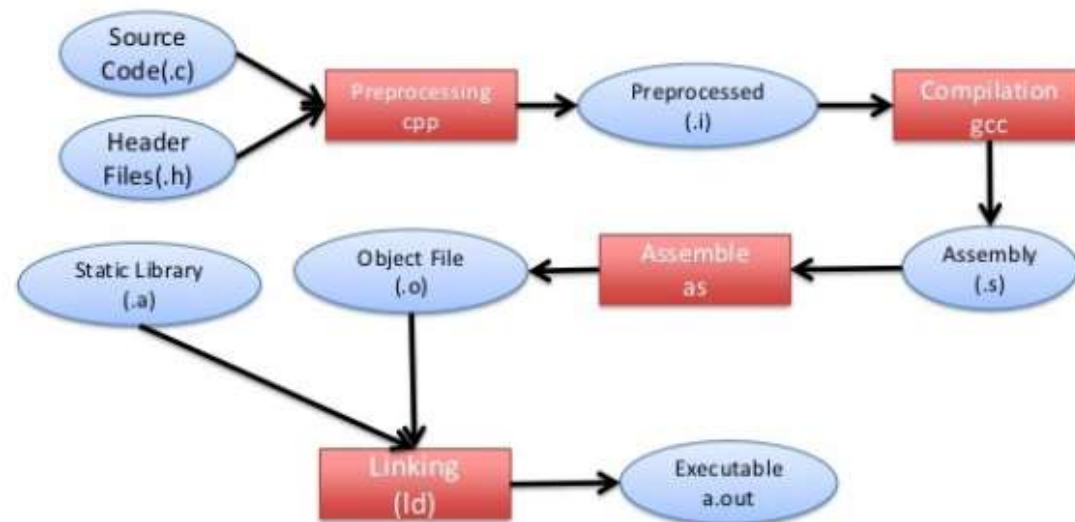 Source
Code(.c)
Header
Files(.h)
Preprocessing
cpp
Preprocessed
(.i)
Compilation
gcc
Static Library
(.a)
Object File
(.o)
Assemble
as
Assembly
(.s)
Linking
(ld)
Executable
a.out